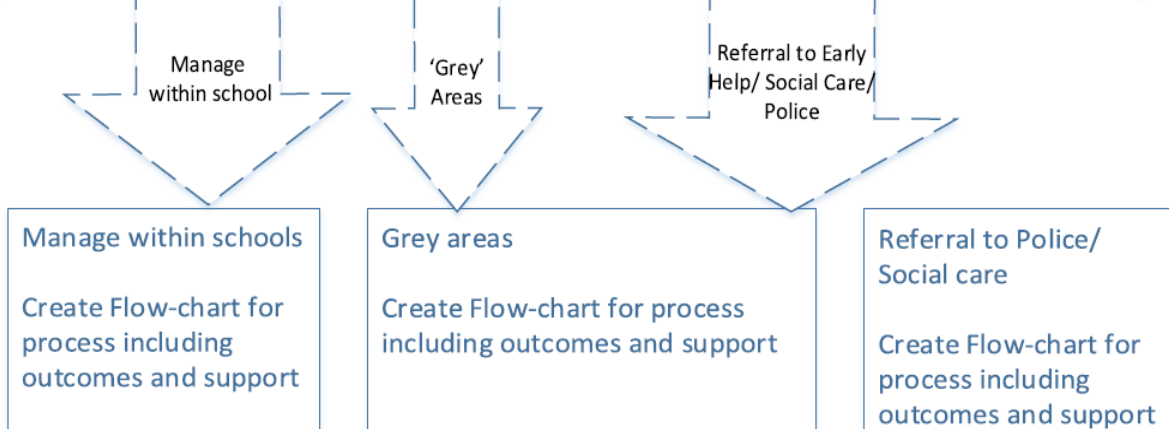 Manage
within school
‘Grey’
Areas
Referral to Early
Help/ Social Care/
Police
Manage within schools
Create Flow-chart for
process including
outcomes and support
Grey areas
Create Flow-chart for process
including outcomes and support
Referral to Police/
Social care
Create Flow-chart for
process including
outcomes and support